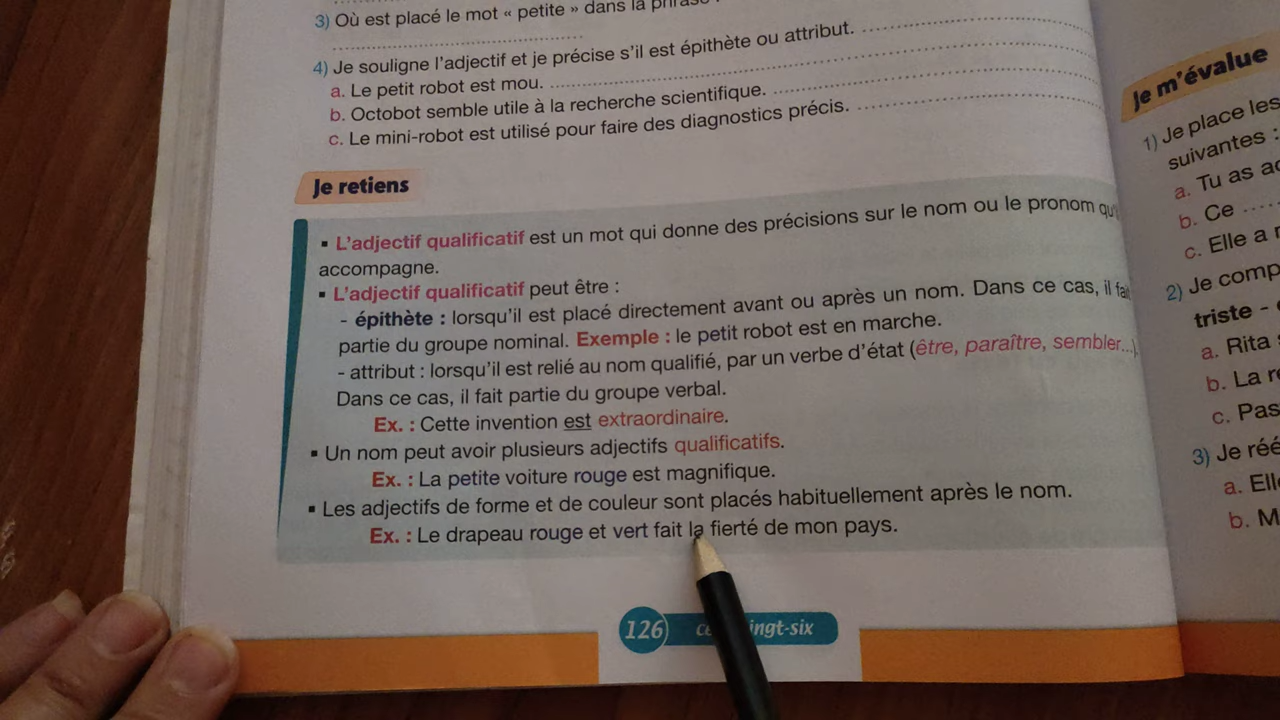 3) Où est placé le mot « petite » dans la phrase
4) Je souligne l'adjectif et je précise s'il est épithète ou attribut.
a. Le petit robot est mou.
b. Octobot semble utile à la recherche scientifique.
c. Le mini-robot est utilisé pour faire des diagnostics précis.
Je retiens
▪ L'adjectif qualificatif est un mot qui donne des précisions sur le nom ou le pronom
accompagne.
▪ L'adjectif qualificatif peut être :
- épithète : lorsqu'il est placé directement avant ou après un nom. Dans ce cas, il
partie du groupe nominal. Exemple : le petit robot est en marche.
- attribut : lorsqu'il est relié au nom qualifié, par un verbe d'état (être, paraître, sembler...)
Dans ce cas, il fait partie du groupe verbal.
Ex. : Cette invention est extraordinaire.
▪ Un nom peut avoir plusieurs adjectifs qualificatifs.
Ex. : La petite voiture rouge est magnifique.
▪ Les adjectifs de forme et de couleur sont placés habituellement après le nom.
Ex. : Le drapeau rouge et vert fait la fierté de mon pays.
126
Je m'évalue
1) Je place les
suivantes :
a. Tu as
b. Ce
c. Elle a
2) Je
triste -
a. Rita
b. La
c.
3) Je
a.
b.